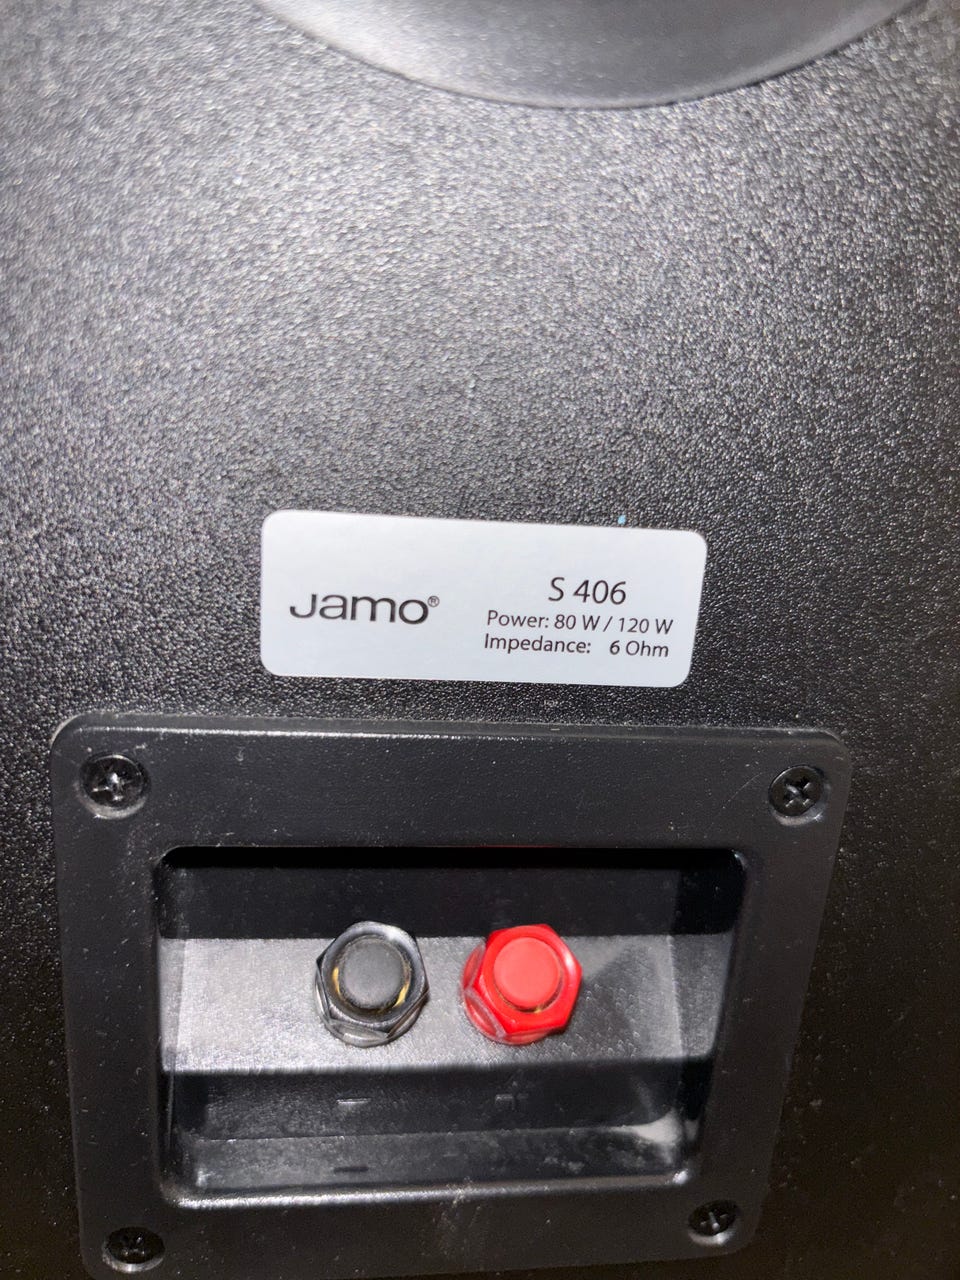 Jamo®
S 406
Power: 80 W / 120 W
Impedance: 6 Ohm
− +